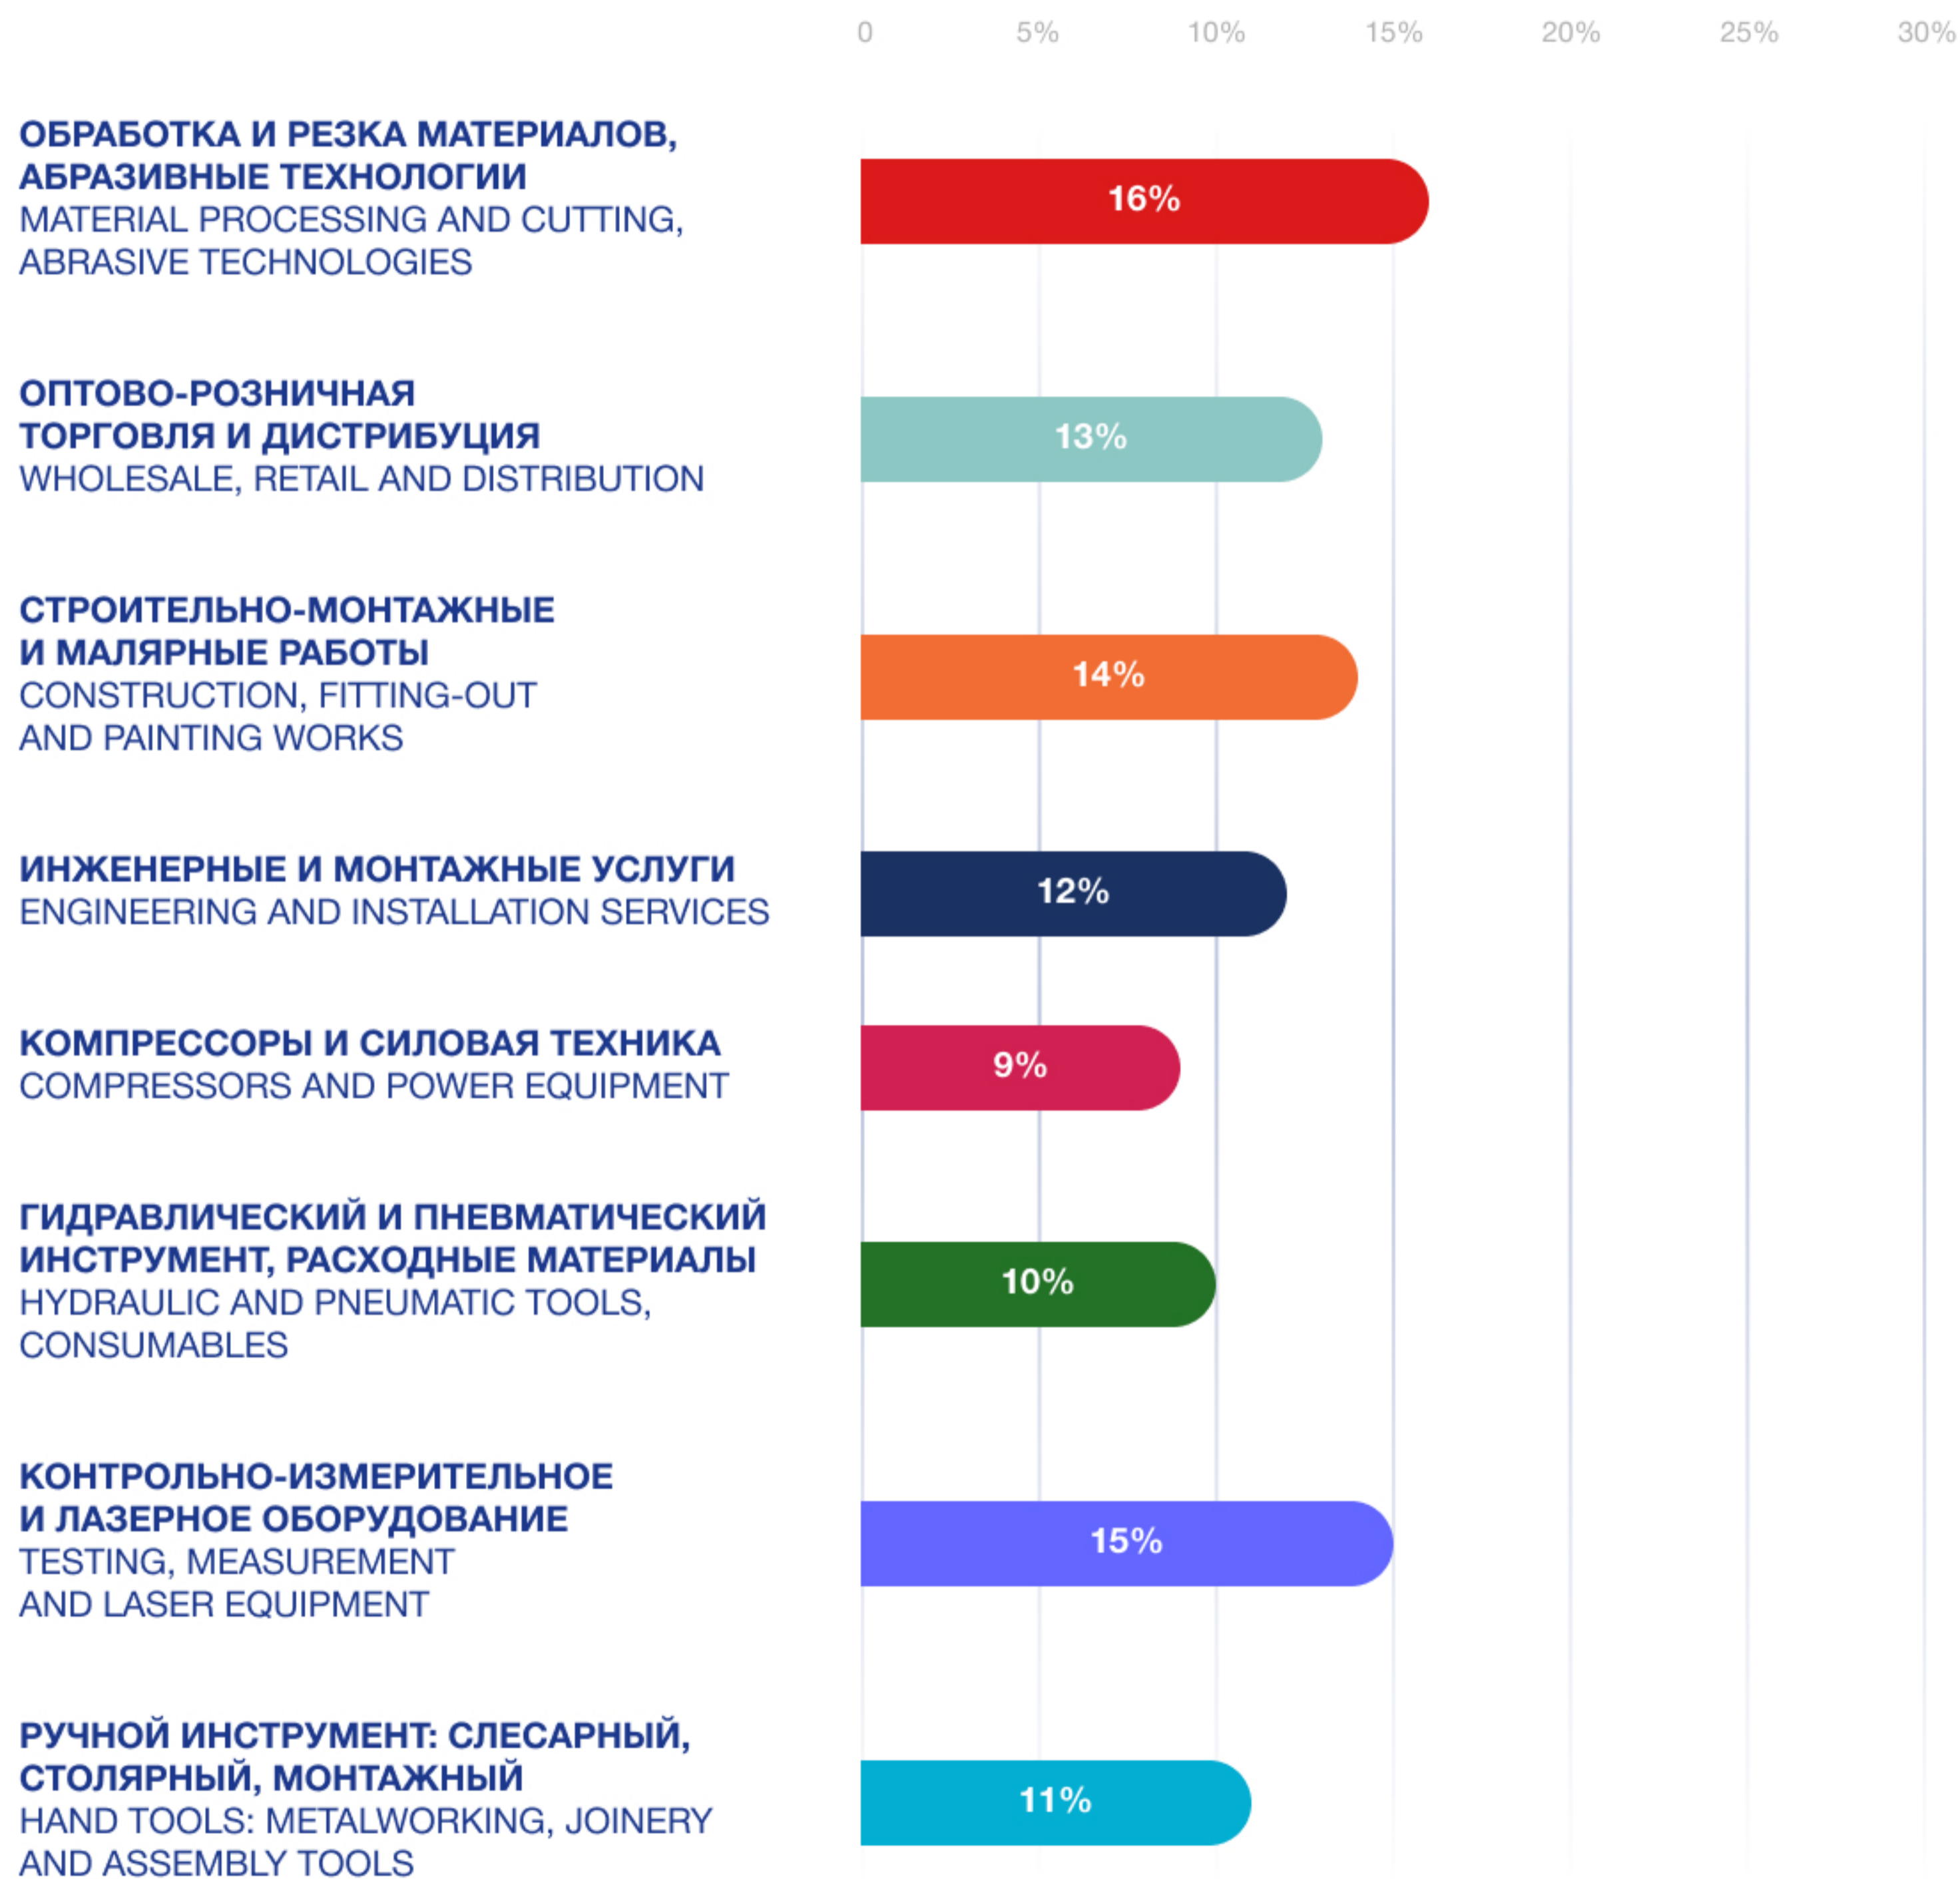 0 5% 10% 15% 20% 25% 30%
ОБРАБОТКА И РЕЗКА МАТЕРИАЛОВ,
АБРАЗИВНЫЕ ТЕХНОЛОГИИ
MATERIAL PROCESSING AND CUTTING,
ABRASIVE TECHNOLOGIES
16%
ОПТОВО-РОЗНИЧНАЯ
ТОРГОВЛЯ И ДИСТРИБУЦИЯ
WHOLESALE, RETAIL AND DISTRIBUTION
13%
СТРОИТЕЛЬНО-МОНТАЖНЫЕ
И МАЛЯРНЫЕ РАБОТЫ
CONSTRUCTION, FITTING-OUT
AND PAINTING WORKS
14%
ИНЖЕНЕРНЫЕ И МОНТАЖНЫЕ УСЛУГИ
ENGINEERING AND INSTALLATION SERVICES
12%
КОМПРЕССОРЫ И СИЛОВАЯ ТЕХНИКА
COMPRESSORS AND POWER EQUIPMENT
9%
ГИДРАВЛИЧЕСКИЙ И ПНЕВМАТИЧЕСКИЙ
ИНСТРУМЕНТ, РАСХОДНЫЕ МАТЕРИАЛЫ
HYDRAULIC AND PNEUMATIC TOOLS,
CONSUMABLES
10%
КОНТРОЛЬНО-ИЗМЕРИТЕЛЬНОЕ
И ЛАЗЕРНОЕ ОБОРУДОВАНИЕ
TESTING, MEASUREMENT
AND LASER EQUIPMENT
15%
РУЧНОЙ ИНСТРУМЕНТ: СЛЕСАРНЫЙ,
СТОЛЯРНЫЙ, МОНТАЖНЫЙ
HAND TOOLS: METALWORKING, JOINERY
AND ASSEMBLY TOOLS
11%